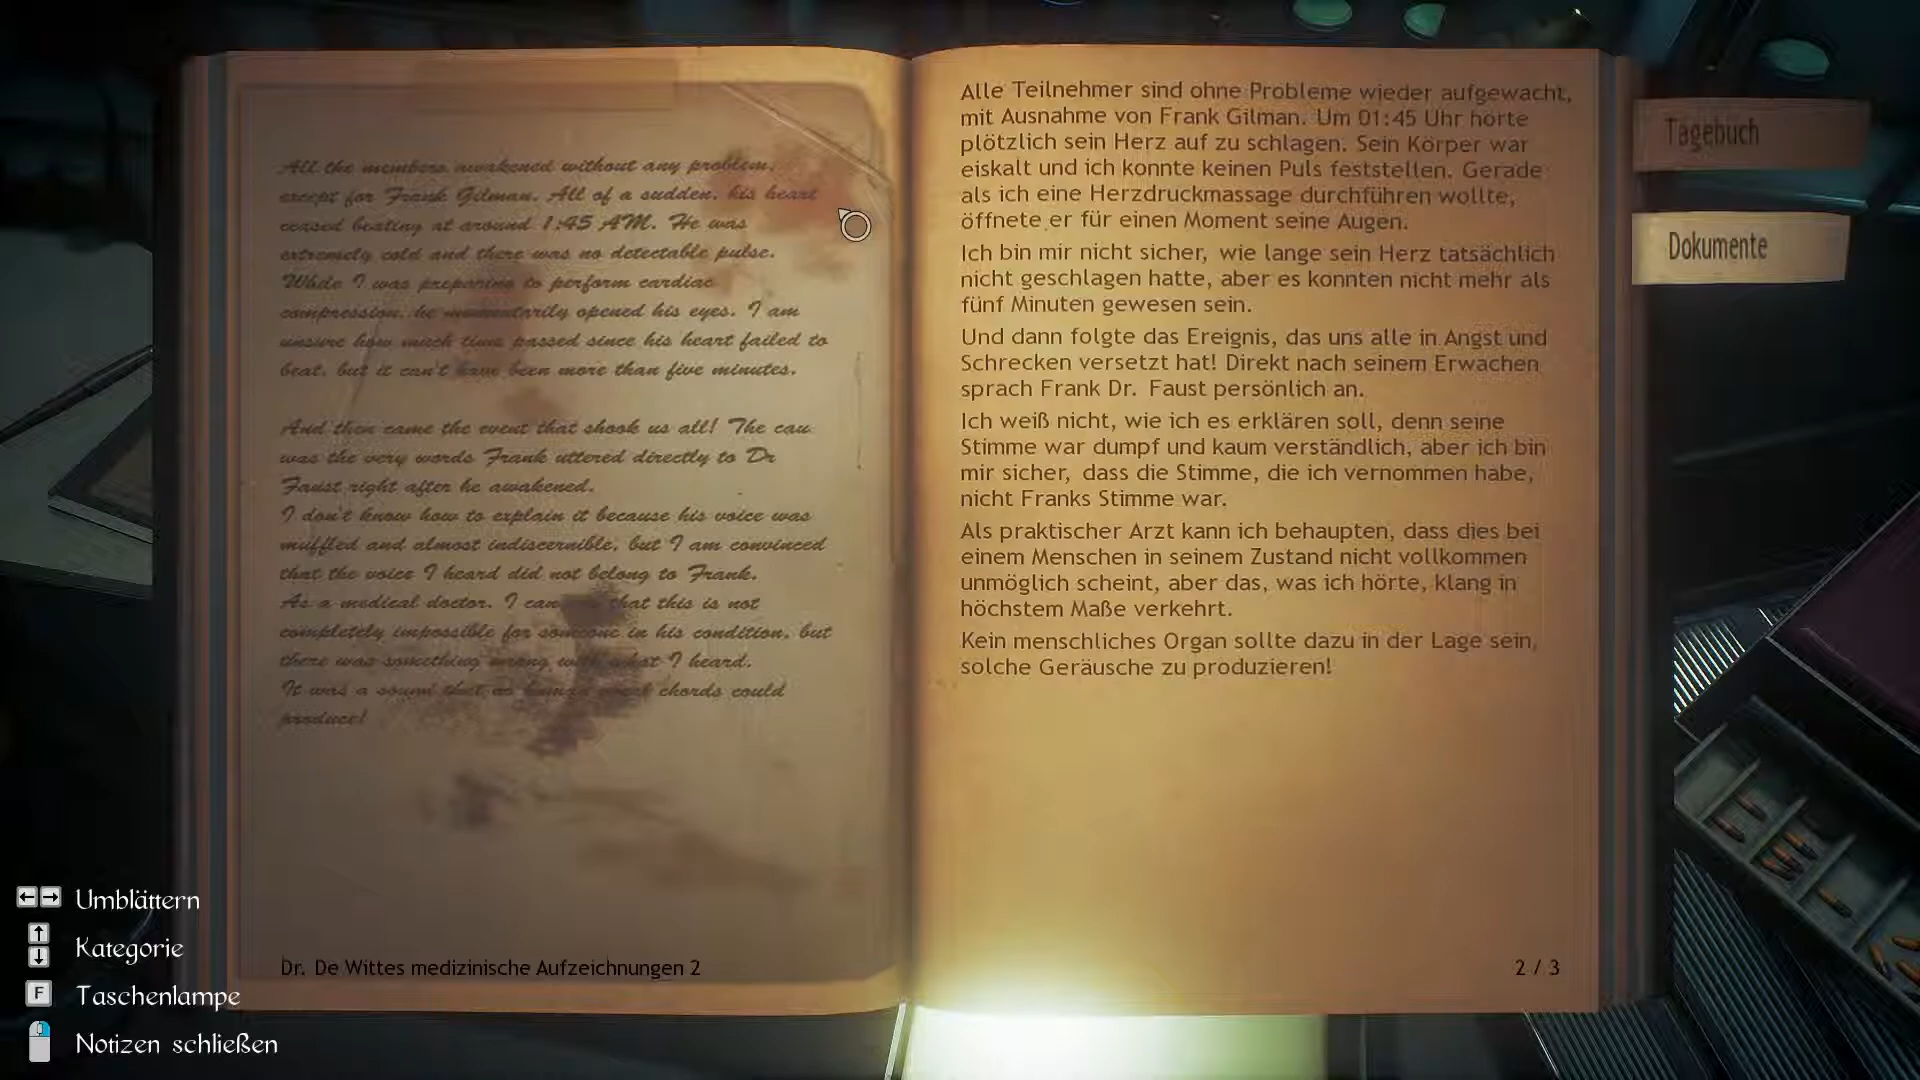 All the members awakened without any problem,
except for Frank Gilman. All of a sudden, his heart
ceased beating at around 1:45 AM. He was
extremely cold and there was no detectable pulse.
While I was preparing to perform cardiac
compression, he momentarily opened his eyes. I am
unsure how much time passed since his heart failed to
beat, but it can't have been more than five minutes.
And then came the event that shook us all! The cau
was the very words Frank uttered directly to Dr
Faust right after he awakened.
I don't know how to explain it because his voice was
muffled and almost indiscernible, but I am convinced
that the voice I heard did not belong to Frank.
As a medical doctor, I can that this is not
completely impossible for someone in his condition, but
there was something wrong with what I heard.
It was a sound that no human vocal chords could
produce!
Dr. De Wittes medizinische Aufzeichnungen 2
Alle Teilnehmer sind ohne Probleme wieder aufgewacht,
mit Ausnahme von Frank Gilman. Um 01:45 Uhr hörte
plötzlich sein Herz auf zu schlagen. Sein Körper war
eiskalt und ich konnte keinen Puls feststellen. Gerade
als ich eine Herzdruckmassage durchführen wollte,
öffnete er für einen Moment seine Augen.
Ich bin mir nicht sicher, wie lange sein Herz tatsächlich
nicht geschlagen hatte, aber es konnten nicht mehr als
fünf Minuten gewesen sein.
Und dann folgte das Ereignis, das uns alle in Angst und
Schrecken versetzt hat! Direkt nach seinem Erwachen
sprach Frank Dr. Faust persönlich an.
Ich weiß nicht, wie ich es erklären soll, denn seine
Stimme war dumpf und kaum verständlich, aber ich bin
mir sicher, dass die Stimme, die ich vernommen habe,
nicht Franks Stimme war.
Als praktischer Arzt kann ich behaupten, dass dies bei
einem Menschen in seinem Zustand nicht vollkommen
unmöglich scheint, aber das, was ich hörte, klang in
höchstem Maße verkehrt.
Kein menschliches Organ sollte dazu in der Lage sein,
solche Geräusche zu produzieren!
2 / 3
Tagebuch
Dokumente
Umblättern
Kategorie
F Taschenlampe
Notizen schließen